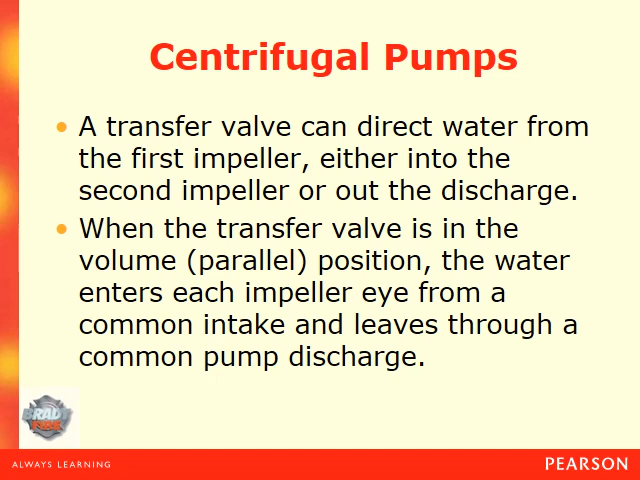 Centrifugal Pumps
• A transfer valve can direct water from
the first impeller, either into the
second impeller or out the discharge.
• When the transfer valve is in the
volume (parallel) position, the water
enters each impeller eye from a
common intake and leaves through a
common pump discharge.
BRADY
FIRE
ALWAYS LEARNING
PEARSON